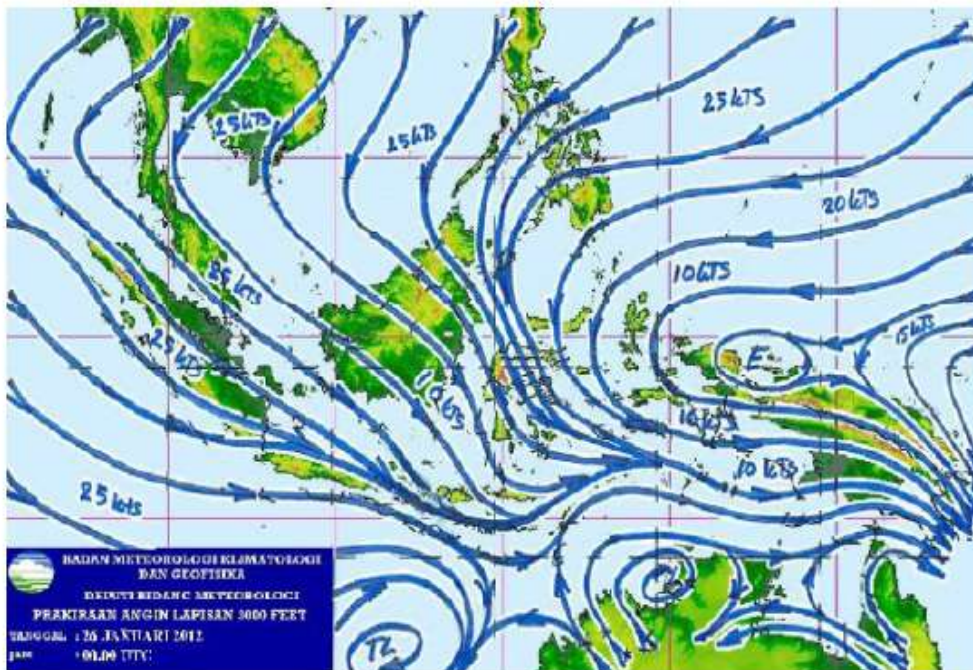 25 KTS
25 KTS
25 KTS
20 KTS
10 KTS
15 KTS
25 KTS
E
10 KTS
10 KTS
10 KTS
25 kts
BADAN METEOROLOGI KLIMATOLOGI
DAN GEOFISIKA
DEPUTI BIDANG METEOROLOGI
PRAKIRAAN ANGIN LAPISAN 3000 FEET
TANGGAL : 26 JANUARI 2012
JAM : 00.00 UTC